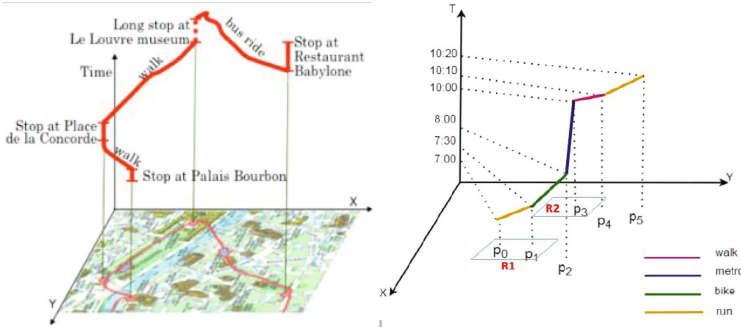 Long stop at
Le Louvre museum
bus ride
Stop at
Restaurant
Babylone
Time
walk
Stop at Place
de la Concorde
walk
Stop at Palais Bourbon
X
Y
T
10:20
10:10
10:00
8:00
7:30
7:00
Y
X
R2
P3
P4
P5
P0
P1
R1
P2
walk
metro
bike
run